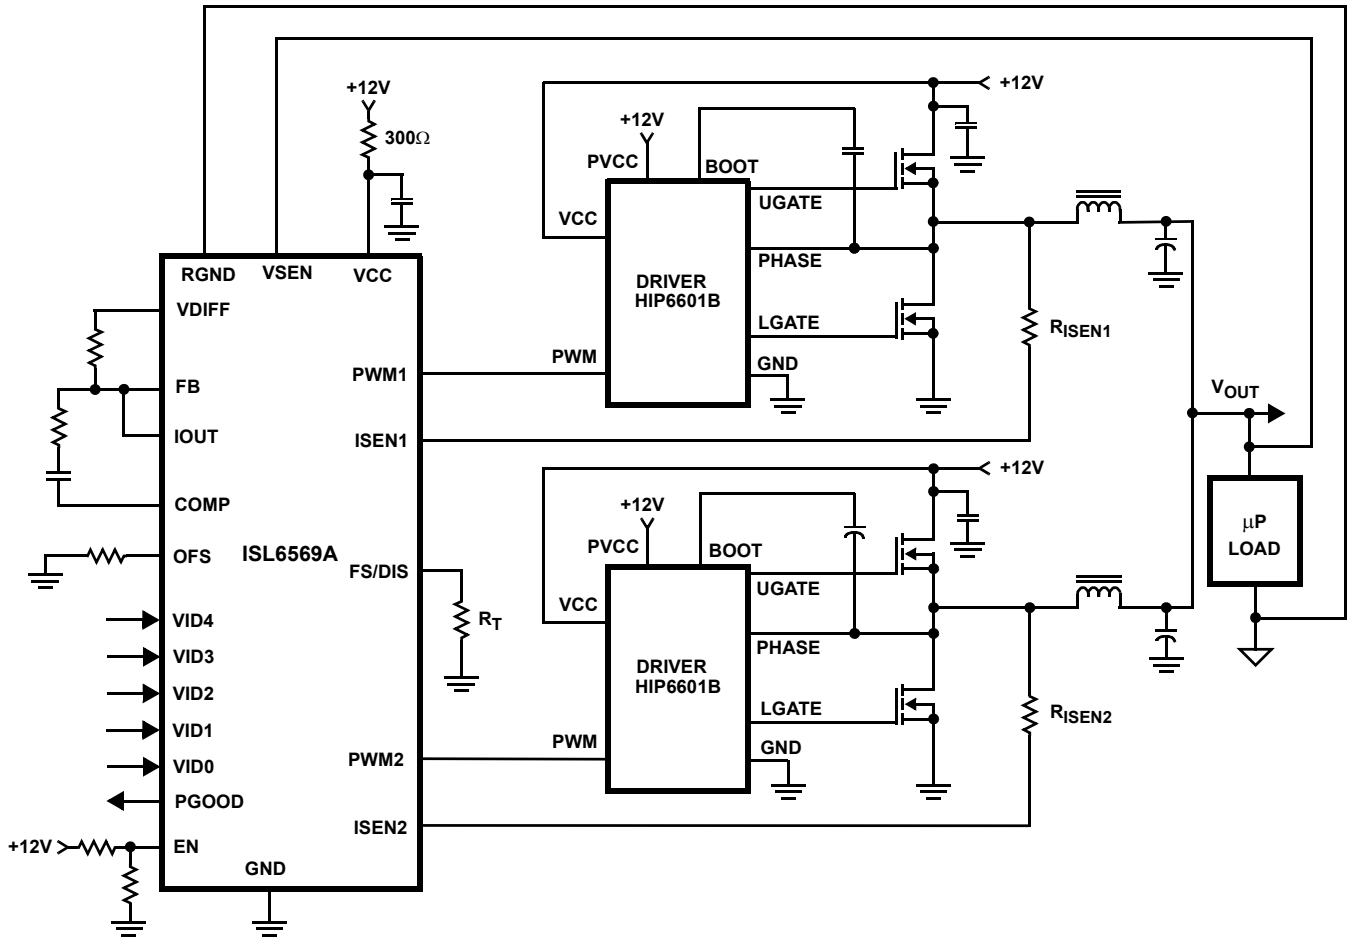 +12V
300Ω
RGND
VSEN
VCC
VDIFF
FB
IOUT
COMP
OFS
VID4
VID3
VID2
VID1
VID0
PGOOD
+12V
EN
GND
ISL6569A
PWM1
ISEN1
FS/DIS
RT
PWM2
ISEN2
+12V
+12V
PVCC
BOOT
VCC
UGATE
PHASE
DRIVER
HIP6601B
LGATE
PWM
GND
RISEN1
+12V
+12V
PVCC
BOOT
VCC
UGATE
PHASE
DRIVER
HIP6601B
LGATE
PWM
GND
RISEN2
VOUT
μP
LOAD